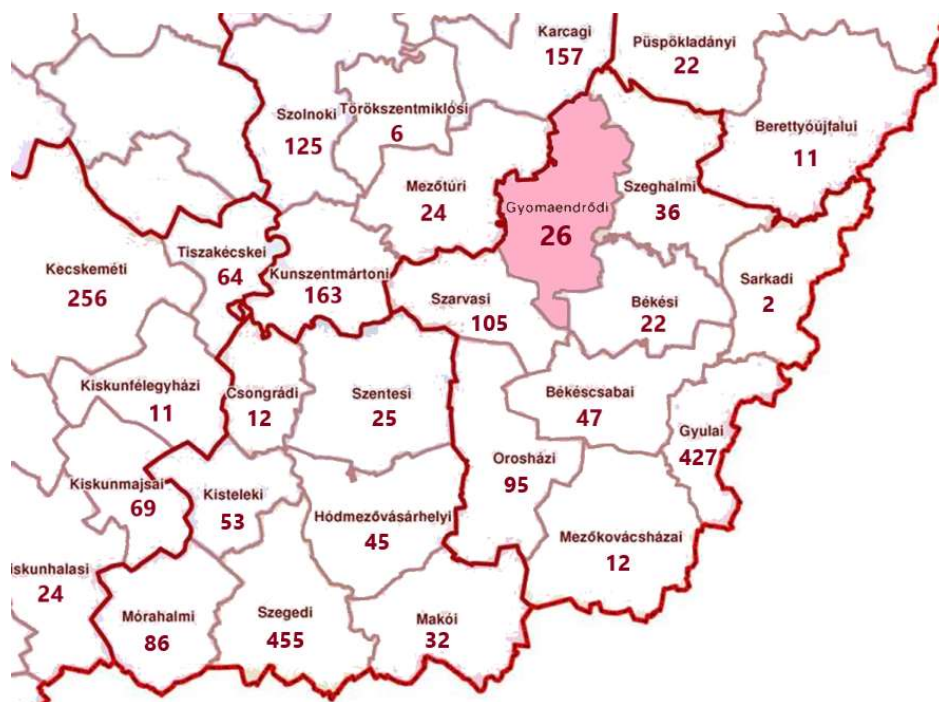 Karcagi
157
Püspökladányi
22
Szolnoki
125
Törökszentmiklósi
6
Berettyóújfalui
11
Mezőtúri
24
Gyomaendrődi
26
Szeghalmi
36
Kecskeméti
256
Tiszakécskei
64
Kunszentmártoni
163
Szarvasi
105
Békési
22
Sarkadi
2
Kiskunfélegyházi
11
Csongrádi
12
Szentesi
25
Békéscsabai
47
Gyulai
427
Orosházi
95
Kiskunmajsai
69
Kisteleki
53
Hódmezővásárhelyi
45
Mezőkovácsházai
12
iskunhalasi
24
Mórahalmi
86
Szegedi
455
Makói
32